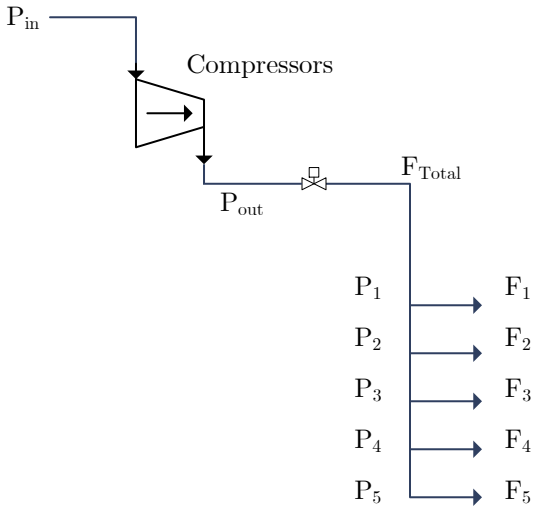 P_in
Compressors
F_Total
P_out
P_1 F_1
P_2 F_2
P_3 F_3
P_4 F_4
P_5 F_5